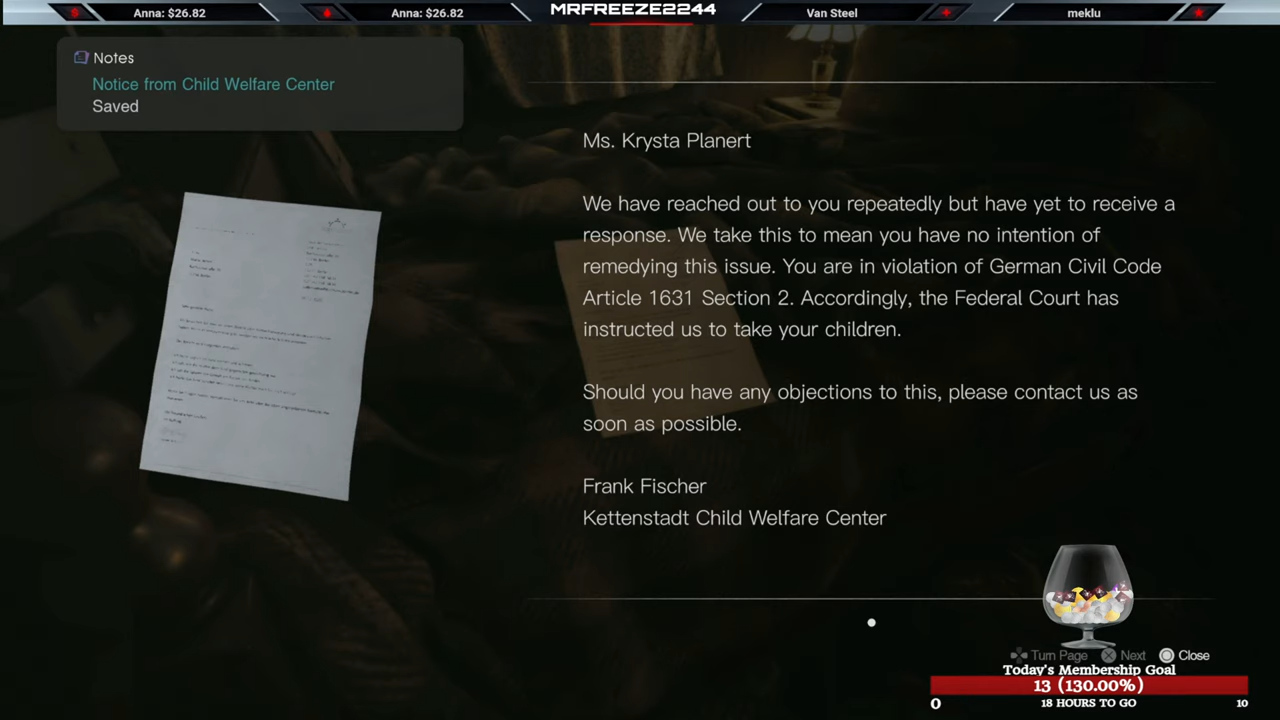 Anna: $26.82
Anna: $26.82
MRFREEZE2244
Van Steel
meklu
Notes
Notice from Child Welfare Center
Saved
Ms. Krysta Planert
We have reached out to you repeatedly but have yet to receive a
response. We take this to mean you have no intention of
remedying this issue. You are in violation of German Civil Code
Article 1631 Section 2. Accordingly, the Federal Court has
instructed us to take your children.
Should you have any objections to this, please contact us as
soon as possible.
Frank Fischer
Kettenstadt Child Welfare Center
Turn Page Next Close
Today's Membership Goal
13 (130.00%)
0 18 HOURS TO GO 10